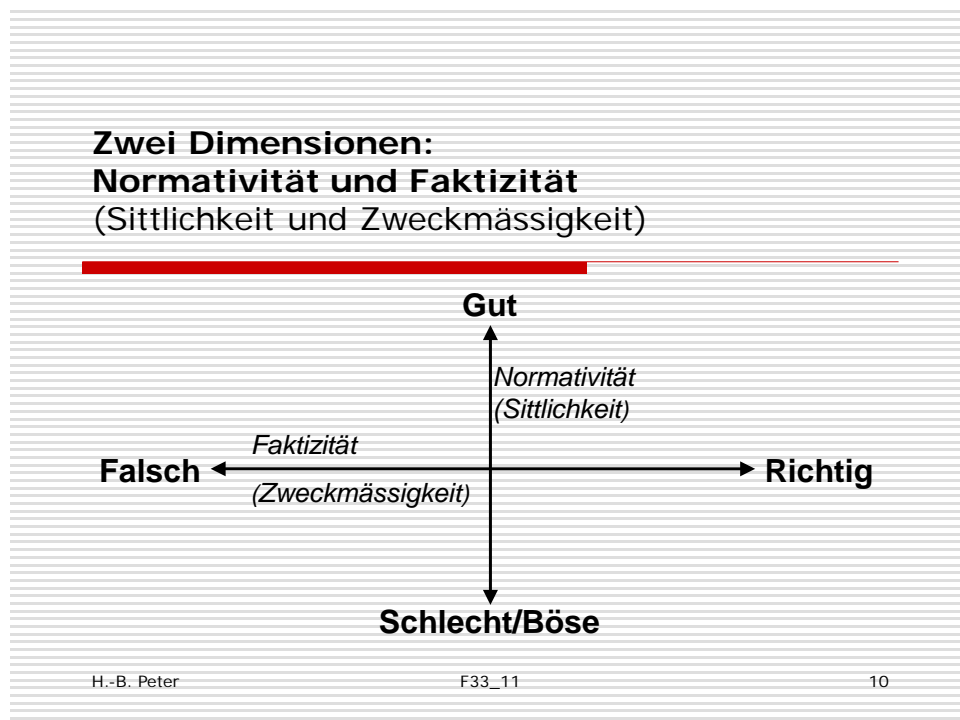 Zwei Dimensionen:
Normativität und Faktizität
(Sittlichkeit und Zweckmässigkeit)
Gut
Normativität
(Sittlichkeit)
Faktizität
Falsch
Richtig
(Zweckmässigkeit)
Schlecht/Böse
H.-B. Peter
F33_11
10